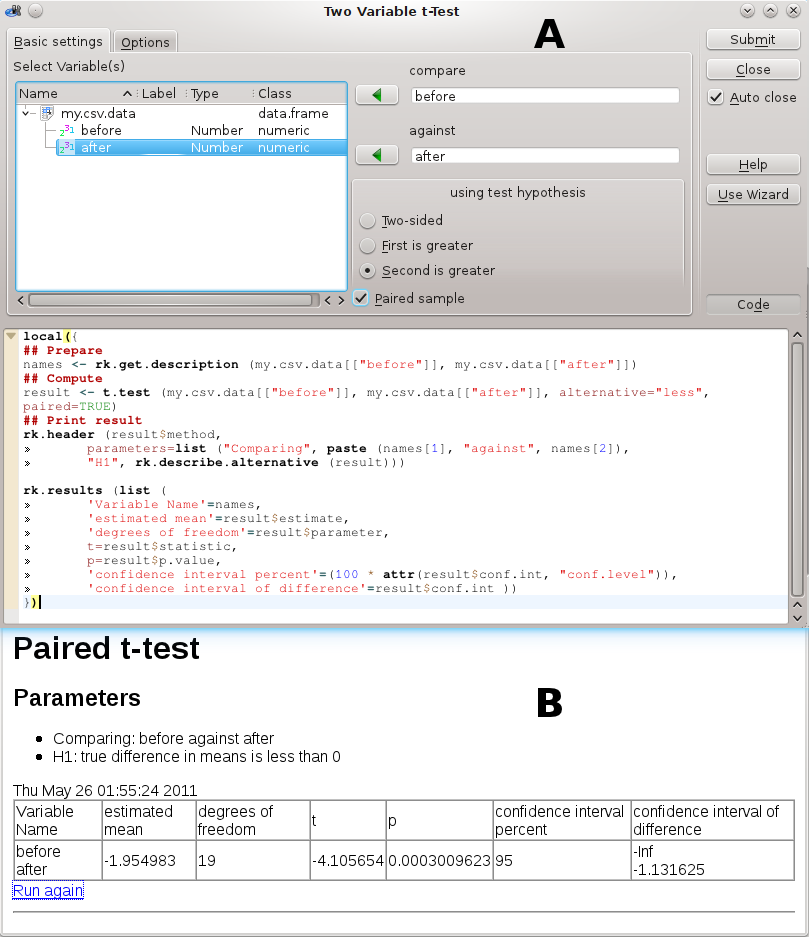 Two Variable t-Test
A
Basic settings
Options
Select Variable(s)
Name Label Type Class
my.csv.data data.frame
before Number numeric
after Number numeric
compare
before
against
after
using test hypothesis
Two-sided
First is greater
Second is greater
Paired sample
Submit
Close
Auto close
Help
Use Wizard
Code
local({
## Prepare
names <- rk.get.description (my.csv.data[["before"]], my.csv.data[["after"]])
## Compute
result <- t.test (my.csv.data[["before"]], my.csv.data[["after"]], alternative="less",
paired=TRUE)
## Print result
rk.header (result$method,
» parameters=list ("Comparing", paste (names[1], "against", names[2]),
» "H1", rk.describe.alternative (result)))
rk.results (list (
» 'Variable Name'=names,
» 'estimated mean'=result$estimate,
» 'degrees of freedom'=result$parameter,
» t=result$statistic,
» p=result$p.value,
» 'confidence interval percent'=(100 * attr(result$conf.int, "conf.level")),
» 'confidence interval of difference'=result$conf.int ))
})
Paired t-test
B
Parameters
Comparing: before against after
H1: true difference in means is less than 0
Thu May 26 01:55:24 2011
Variable Name
estimated mean
degrees of freedom
t
p
confidence interval percent
confidence interval of difference
before
after
-1.954983
19
-4.105654
0.0003009623
95
-Inf
-1.131625
Run again